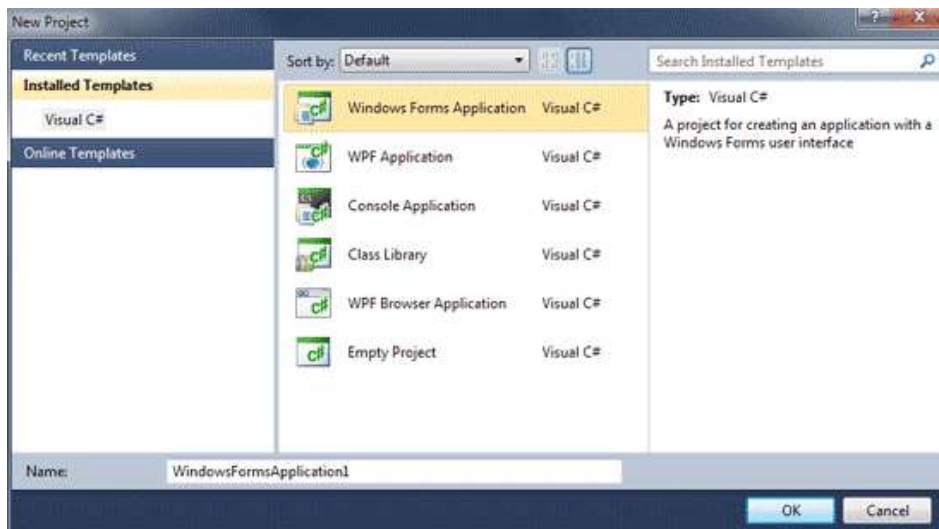 New Project
Recent Templates
Installed Templates
Visual C#
Online Templates
Sort by: Default
Windows Forms Application Visual C#
WPF Application Visual C#
Console Application Visual C#
Class Library Visual C#
WPF Browser Application Visual C#
Empty Project Visual C#
Search Installed Templates
Type: Visual C#
A project for creating an application with a
Windows Forms user interface
Name: WindowsFormsApplication1
OK Cancel